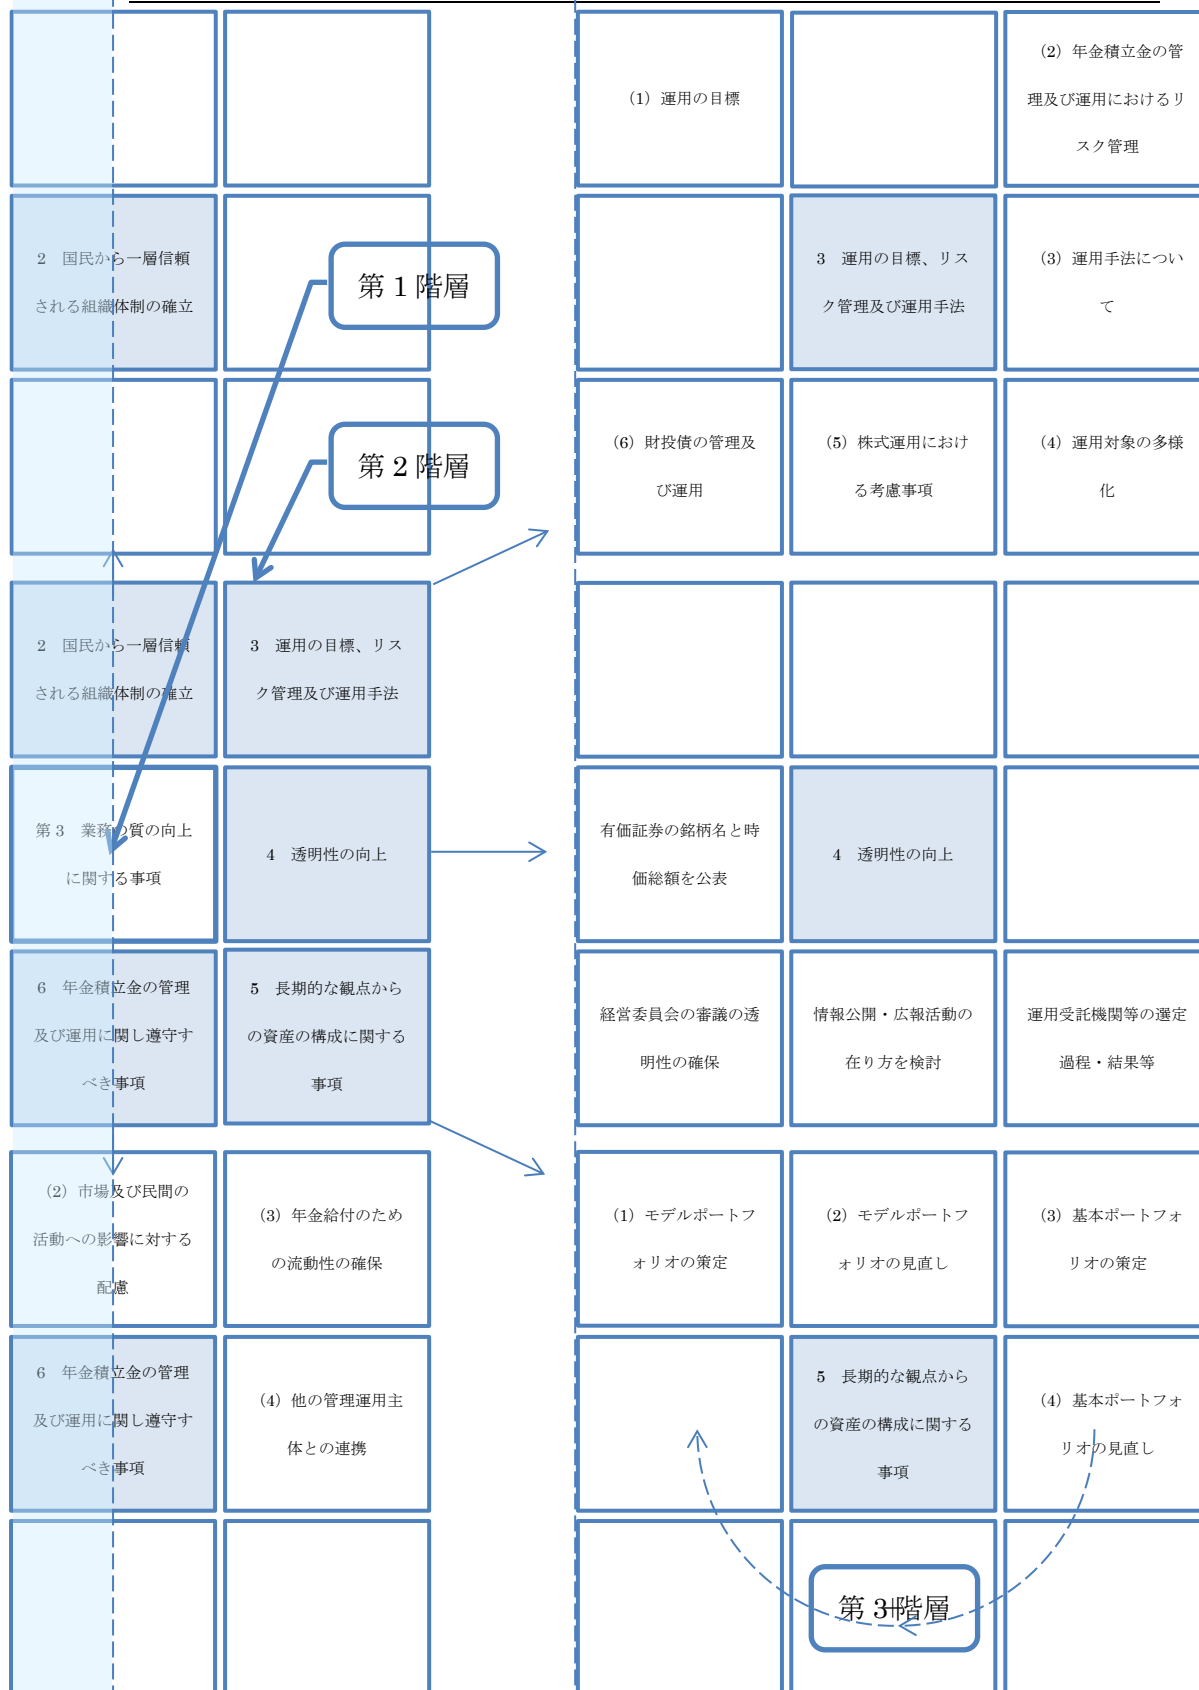 (1) 運用の目標
(2) 年金積立金の管
理及び運用におけるリ
スク管理
2 国民から一層信頼
される組織体制の確立
第 1 階層
3 運用の目標、リス
ク管理及び運用手法
(3) 運用手法につい
て
第 2 階層
(6) 財投債の管理及
び運用
(5) 株式運用におけ
る考慮事項
(4) 運用対象の多様
化
2 国民から一層信頼
される組織体制の確立
3 運用の目標、リス
ク管理及び運用手法
第 3 業務の質の向上
に関する事項
4 透明性の向上
有価証券の銘柄名と時
価総額を公表
4 透明性の向上
6 年金積立金の管理
及び運用に関し遵守す
べき事項
5 長期的な観点から
の資産の構成に関する
事項
経営委員会の審議の透
明性の確保
情報公開・広報活動の
在り方を検討
運用受託機関等の選定
過程・結果等
(2) 市場及び民間の
活動への影響に対する
配慮
(3) 年金給付のため
の流動性の確保
(1) モデルポートフ
ォリオの策定
(2) モデルポートフ
ォリオの見直し
(3) 基本ポートフォ
リオの策定
6 年金積立金の管理
及び運用に関し遵守す
べき事項
(4) 他の管理運用主
体との連携
5 長期的な観点から
の資産の構成に関する
事項
(4) 基本ポートフォ
リオの見直し
第 3 階層